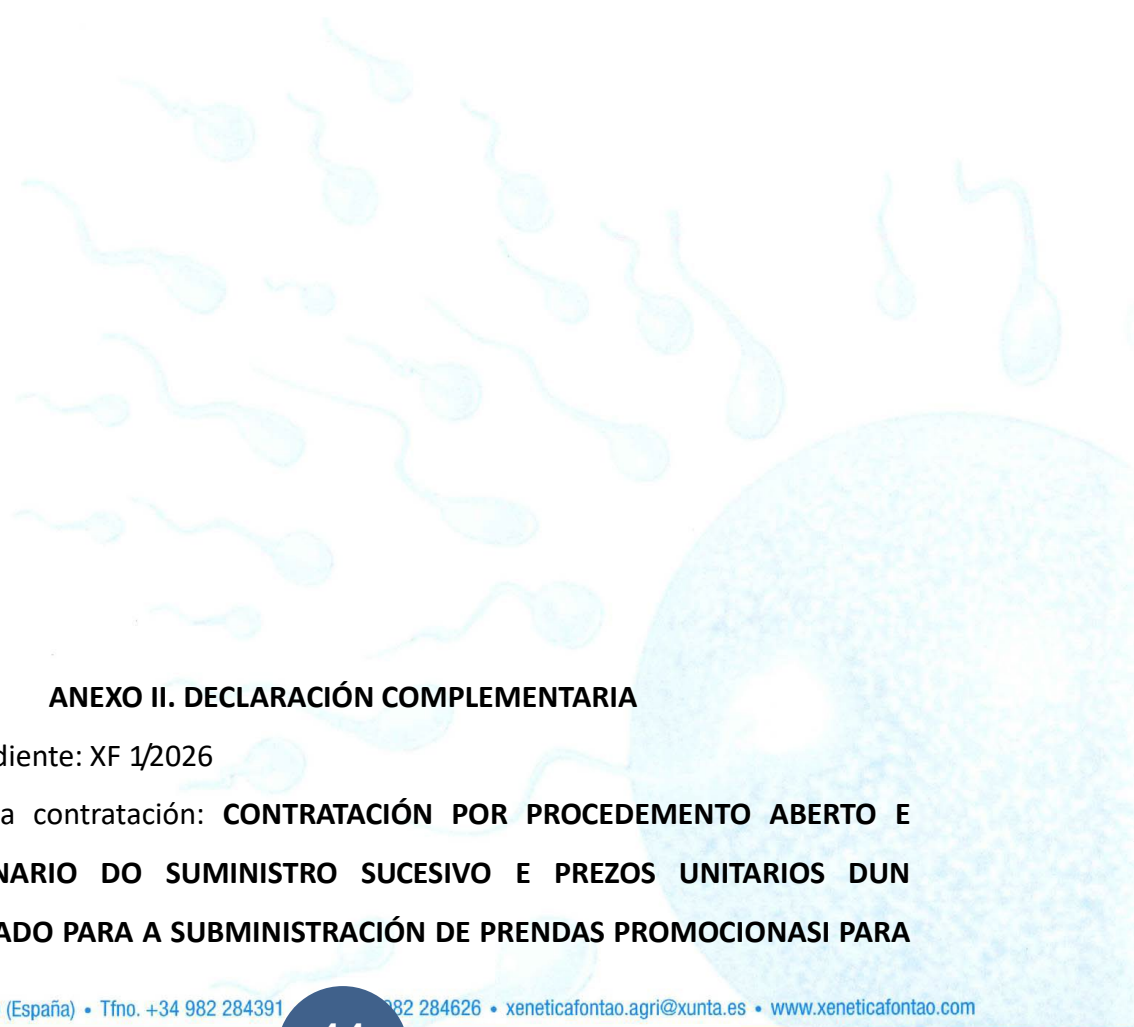 ANEXO II. DECLARACIÓN COMPLEMENTARIA
diente: XF 1/2026
a contratación: CONTRATACIÓN POR PROCEDEMENTO ABERTO E
NARIO DO SUMINISTRO SUCESIVO E PREZOS UNITARIOS DUN
ADO PARA A SUBMINISTRACIÓN DE PRENDAS PROMOCIONASI PARA
(España) • Tfno. +34 982 284391 82 284626 • xeneticafontao.agri@xunta.es • www.xeneticafontao.com